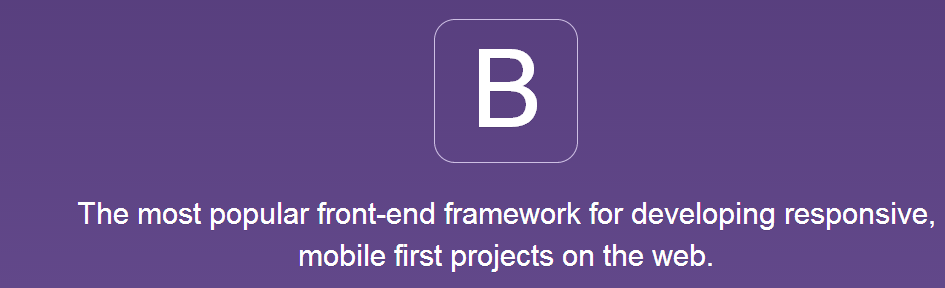 B
The most popular front-end framework for developing responsive,
mobile first projects on the web.